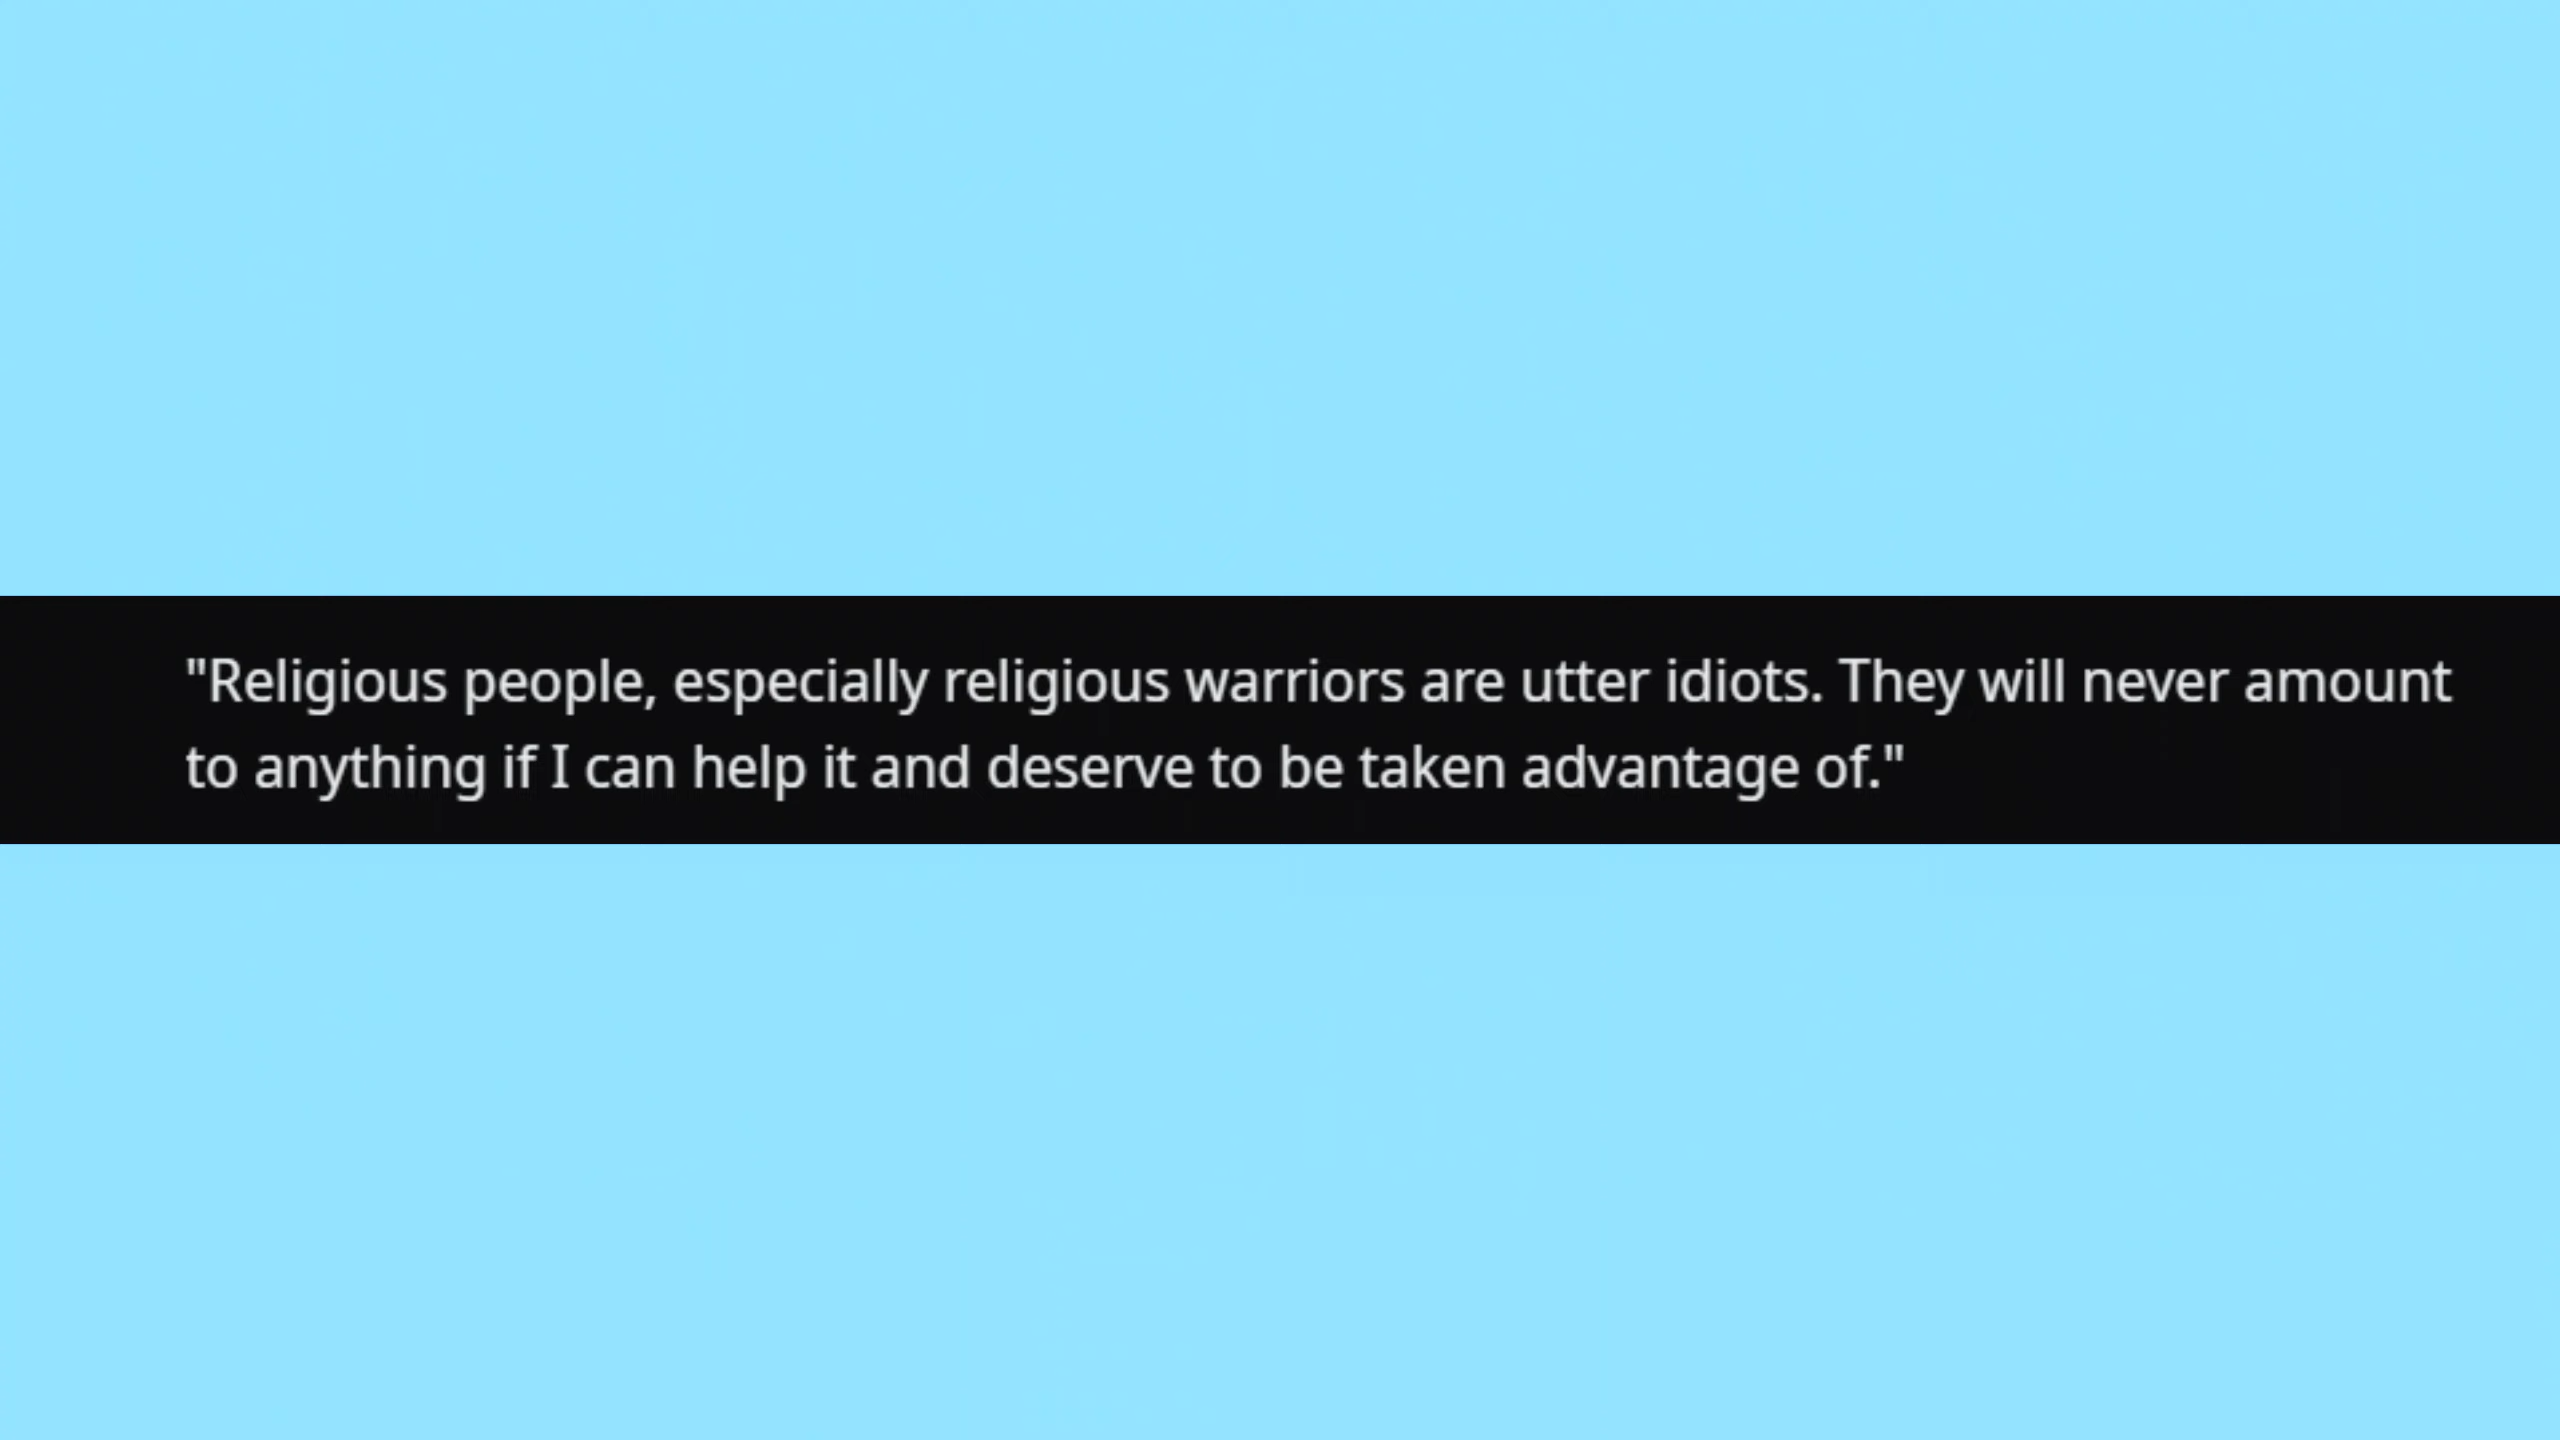 "Religious people, especially religious warriors are utter idiots. They will never amount
to anything if I can help it and deserve to be taken advantage of."